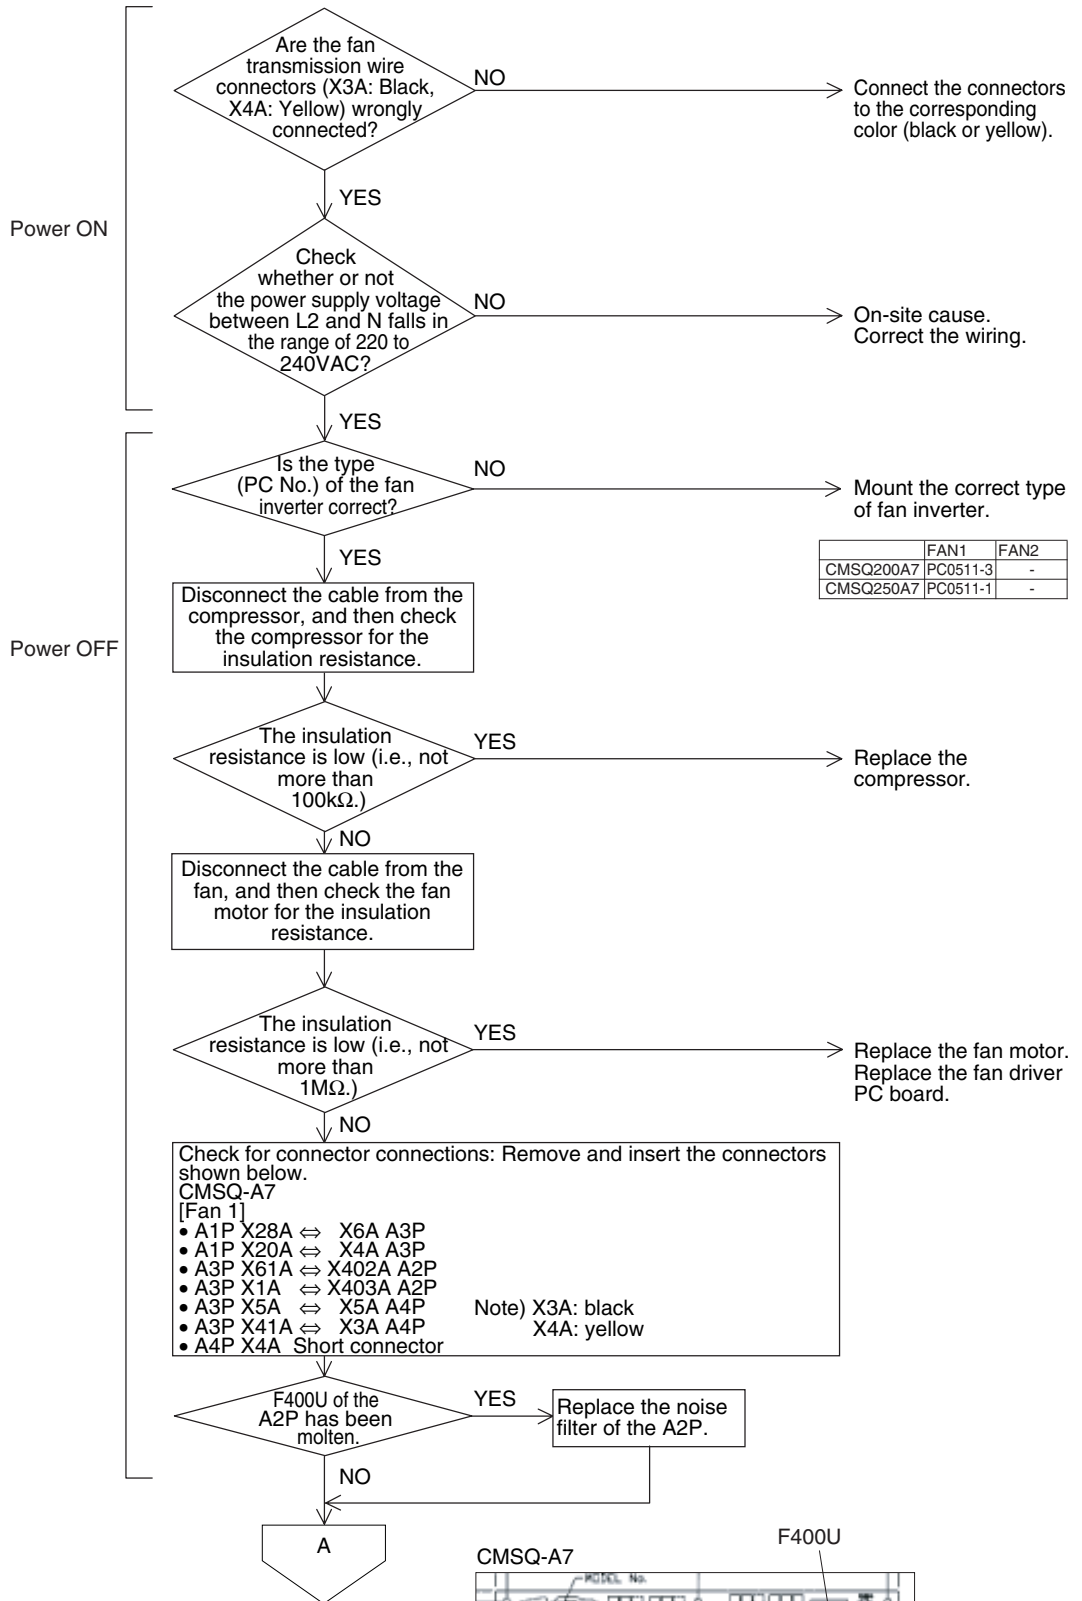 Power ON
Are the fan
transmission wire
connectors (X3A: Black,
X4A: Yellow) wrongly
connected?
NO
Connect the connectors
to the corresponding
color (black or yellow).
YES
Check
whether or not
the power supply voltage
between L2 and N falls in
the range of 220 to
240VAC?
NO
On-site cause.
Correct the wiring.
YES
Power OFF
Is the type
(PC No.) of the fan
inverter correct?
NO
Mount the correct type
of fan inverter.
FAN1 FAN2
CMSQ200A7 PC0511-3 -
CMSQ250A7 PC0511-1 -
YES
Disconnect the cable from the
compressor, and then check
the compressor for the
insulation resistance.
The insulation
resistance is low (i.e., not
more than
100kΩ.)
YES
Replace the
compressor.
NO
Disconnect the cable from the
fan, and then check the fan
motor for the insulation
resistance.
The insulation
resistance is low (i.e., not
more than
1MΩ.)
YES
Replace the fan motor.
Replace the fan driver
PC board.
NO
Check for connector connections: Remove and insert the connectors
shown below.
CMSQ-A7
[Fan 1]
• A1P X28A ⇔ X6A A3P
• A1P X20A ⇔ X4A A3P
• A3P X61A ⇔ X402A A2P
• A3P X1A ⇔ X403A A2P
• A3P X5A ⇔ X5A A4P Note) X3A: black
• A3P X41A ⇔ X3A A4P X4A: yellow
• A4P X4A Short connector
F400U of the
A2P has been
molten.
YES
Replace the noise
filter of the A2P.
NO
A
CMSQ-A7
F400U
MODEL No.